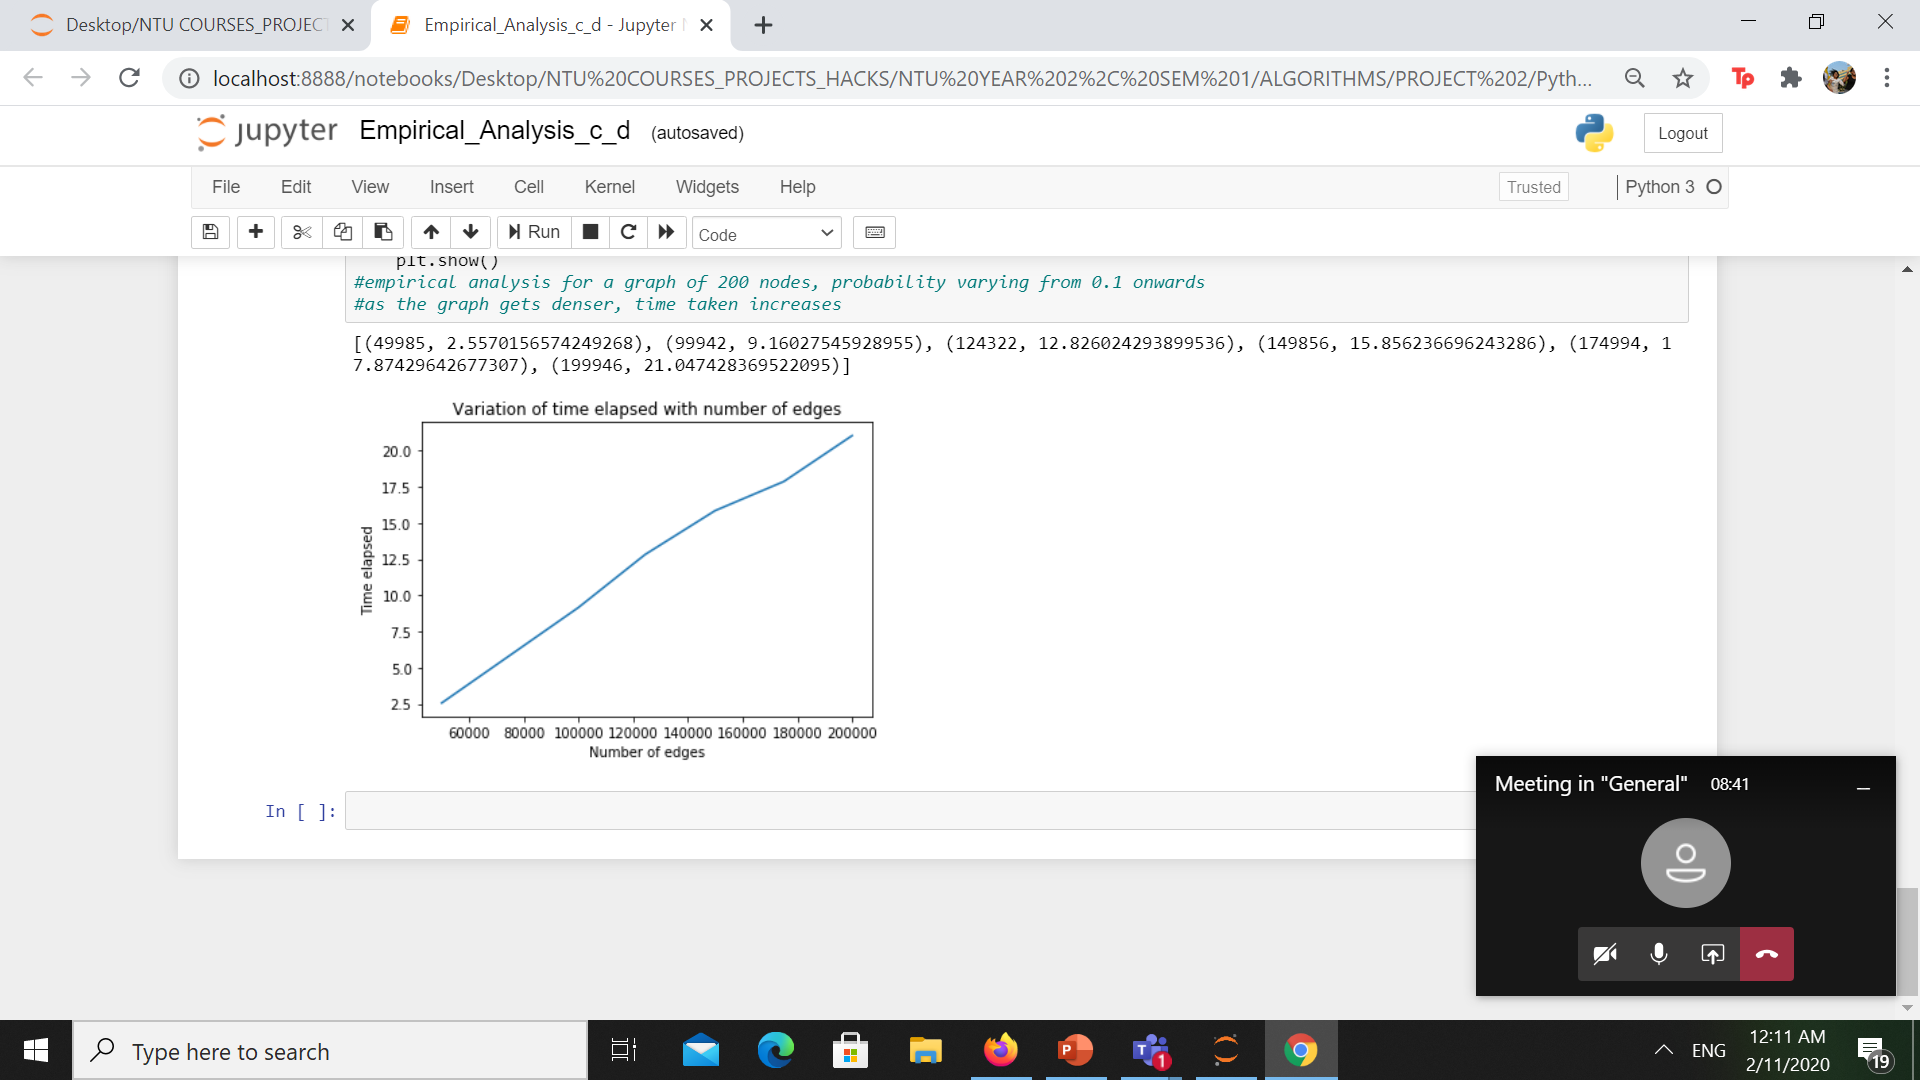 Desktop/NTU COURSES_PROJECT
Empirical_Analysis_c_d - Jupyter
localhost:8888/notebooks/Desktop/NTU%20COURSES_PROJECTS_HACKS/NTU%20YEAR%202%2C%20SEM%201/ALGORITHMS/PROJECT%202/Pyth...
Tp
jupyter Empirical_Analysis_c_d (autosaved)
Logout
File Edit View Insert Cell Kernel Widgets Help
Trusted
Python 3
Run
Code
plt.show()
#empirical analysis for a graph of 200 nodes, probability varying from 0.1 onwards
#as the graph gets denser, time taken increases
[(49985, 2.5570156574249268), (99942, 9.16027545928955), (124322, 12.826024293899536), (149856, 15.856236696243286), (174994, 1
7.87429642677307), (199946, 21.047428369522095)]
Variation of time elapsed with number of edges
20.0
17.5
15.0
12.5
10.0
7.5
5.0
2.5
Time elapsed
60000 80000 100000 120000 140000 160000 180000 200000
Number of edges
In [ ]:
Meeting in "General" 08:41
Type here to search
P
T
1
ENG
12:11 AM
2/11/2020
19